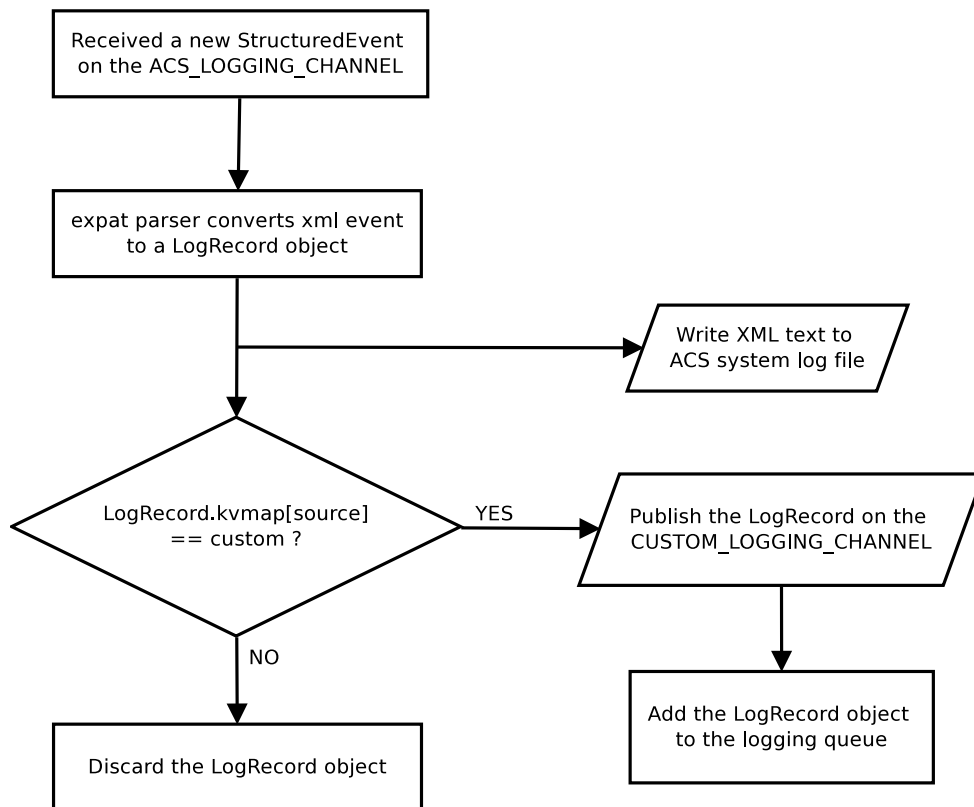 Received a new StructuredEvent
on the ACS_LOGGING_CHANNEL
expat parser converts xml event
to a LogRecord object
Write XML text to
ACS system log file
LogRecord.kvmap[source]
== custom ?
YES
Publish the LogRecord on the
CUSTOM_LOGGING_CHANNEL
NO
Add the LogRecord object
to the logging queue
Discard the LogRecord object